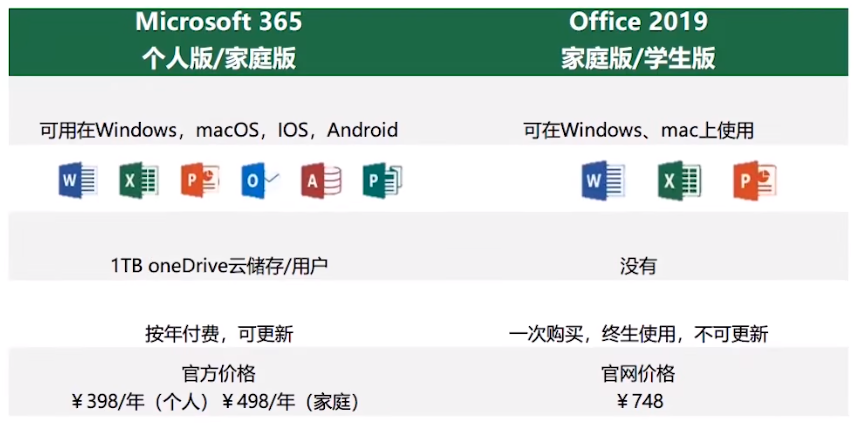 Microsoft 365
个人版/家庭版
Office 2019
家庭版/学生版
可用在Windows，macOS，IOS，Android
可在Windows、mac上使用
W X P O A P
W X P
1TB oneDrive云储存/用户
没有
按年付费，可更新
一次购买，终生使用，不可更新
官方价格
￥398/年（个人）￥498/年（家庭）
官网价格
￥748